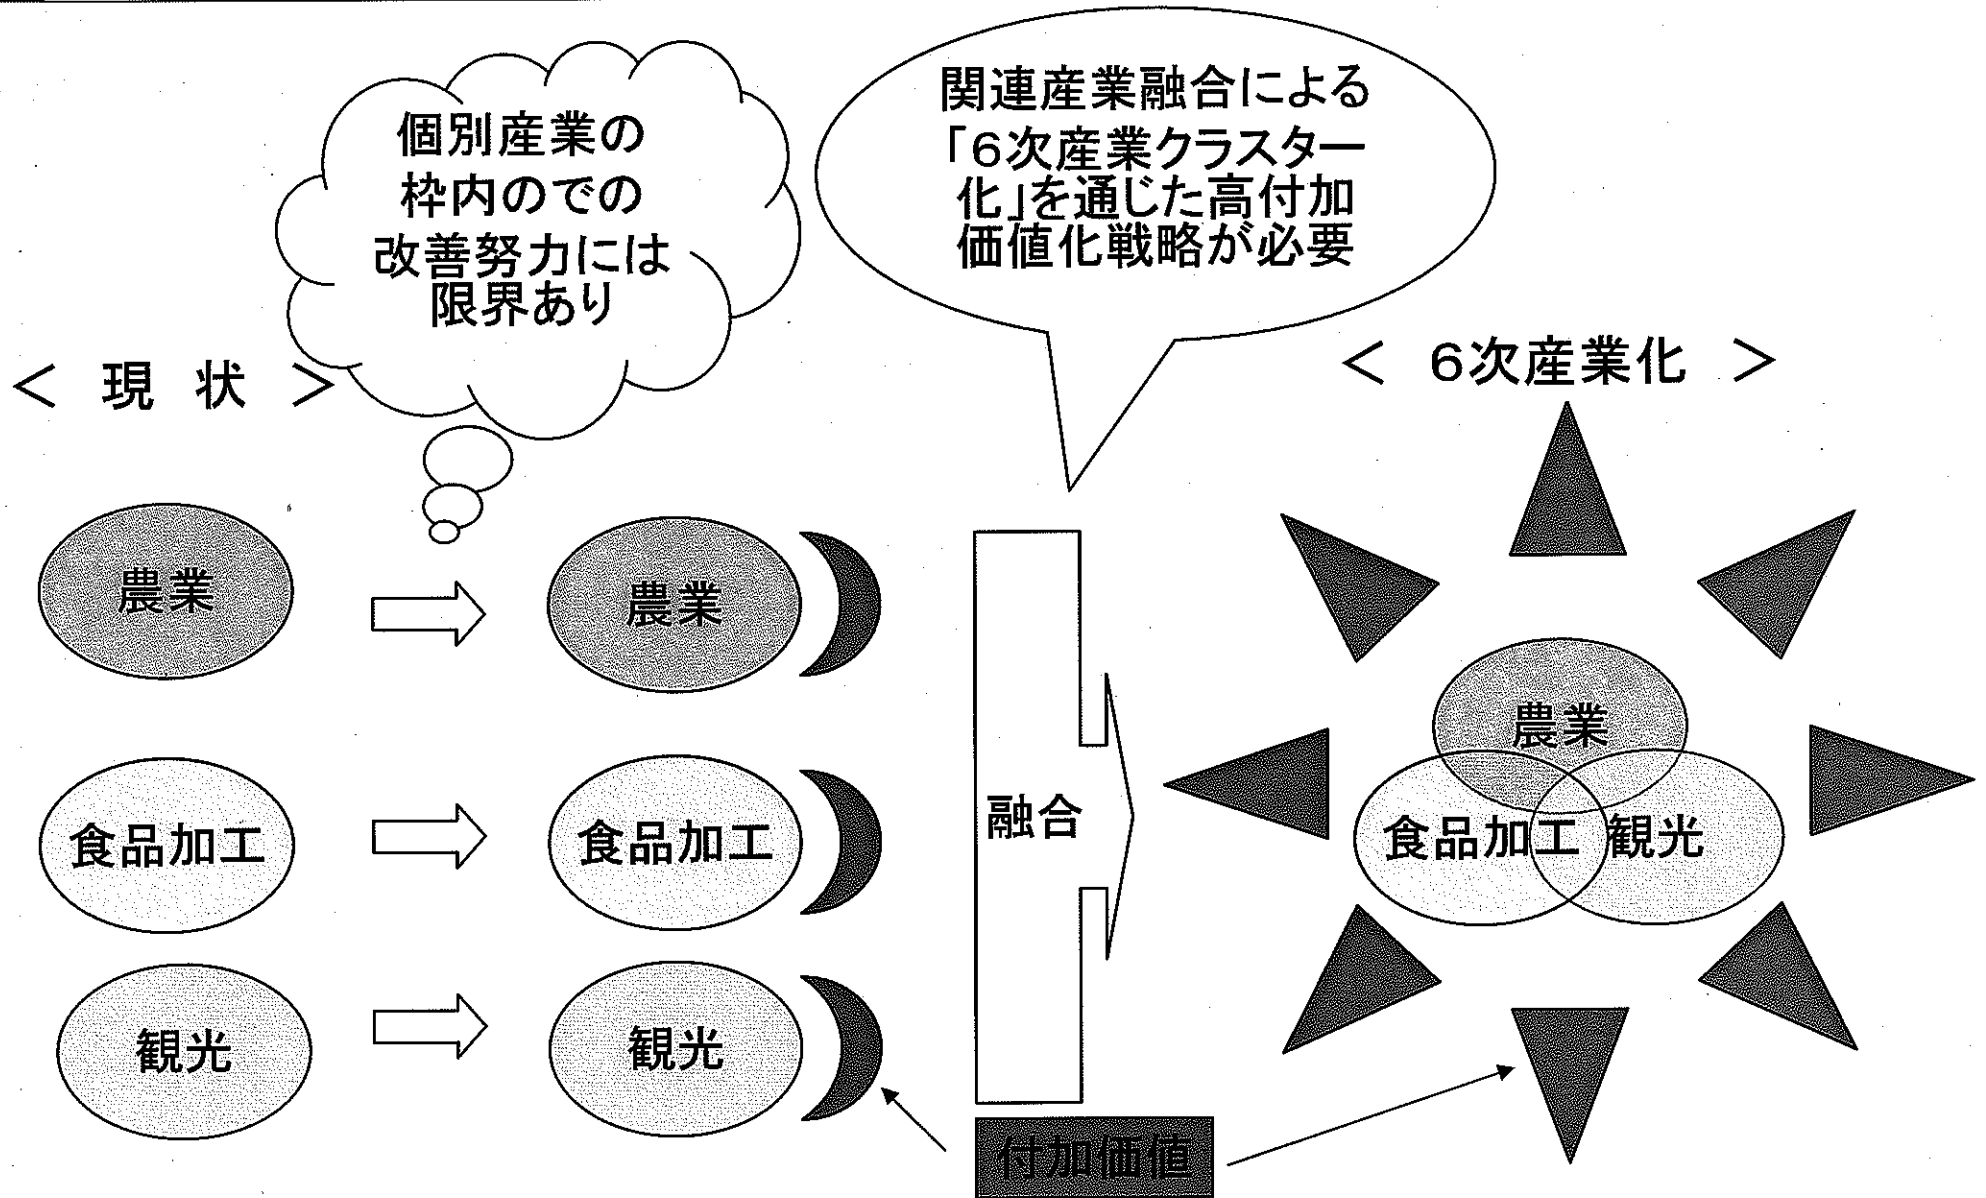 個別産業の
枠内のでの
改善努力には
限界あり
関連産業融合による
「６次産業クラスター
化」を通じた高付加
価値化戦略が必要
＜　現　状　＞
＜　６次産業化　＞
農業
農業
食品加工
食品加工
観光
観光
融合
農業
食品加工
観光
付加価値